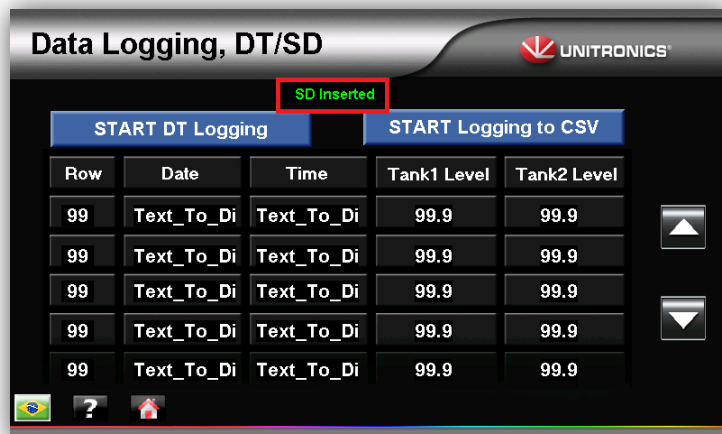 Data Logging, DT/SD
UNITRONICS
SD Inserted
START DT Logging START Logging to CSV
Row Date Time Tank1 Level Tank2 Level
99 Text_To_Di Text_To_Di 99.9 99.9
99 Text_To_Di Text_To_Di 99.9 99.9
99 Text_To_Di Text_To_Di 99.9 99.9
99 Text_To_Di Text_To_Di 99.9 99.9
99 Text_To_Di Text_To_Di 99.9 99.9
?